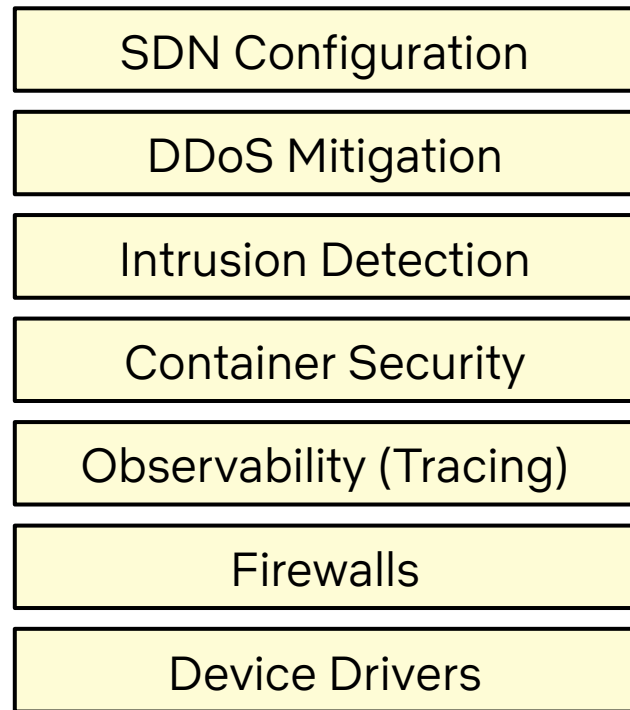 SDN Configuration
DDoS Mitigation
Intrusion Detection
Container Security
Observability (Tracing)
Firewalls
Device Drivers